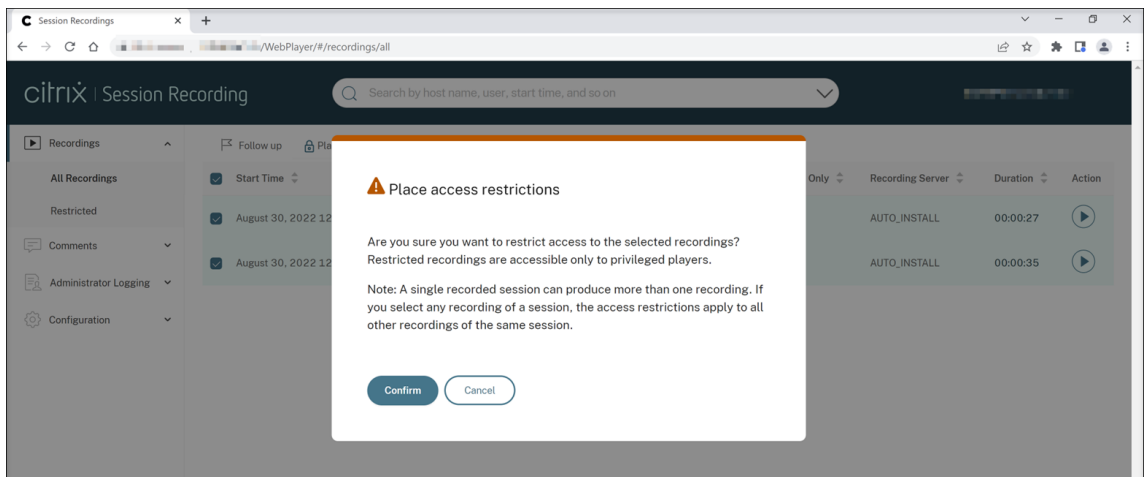 Session Recordings
/WebPlayer/#/recordings/all
citrix | Session Recording
Search by host name, user, start time, and so on
Recordings
All Recordings
Restricted
Comments
Administrator Logging
Configuration
Follow up
Start Time
Only
Recording Server
Duration
Action
August 30, 2022 12
AUTO_INSTALL
00:00:27
August 30, 2022 12
AUTO_INSTALL
00:00:35
Place access restrictions
Are you sure you want to restrict access to the selected recordings?
Restricted recordings are accessible only to privileged players.
Note: A single recorded session can produce more than one recording. If
you select any recording of a session, the access restrictions apply to all
other recordings of the same session.
Confirm
Cancel